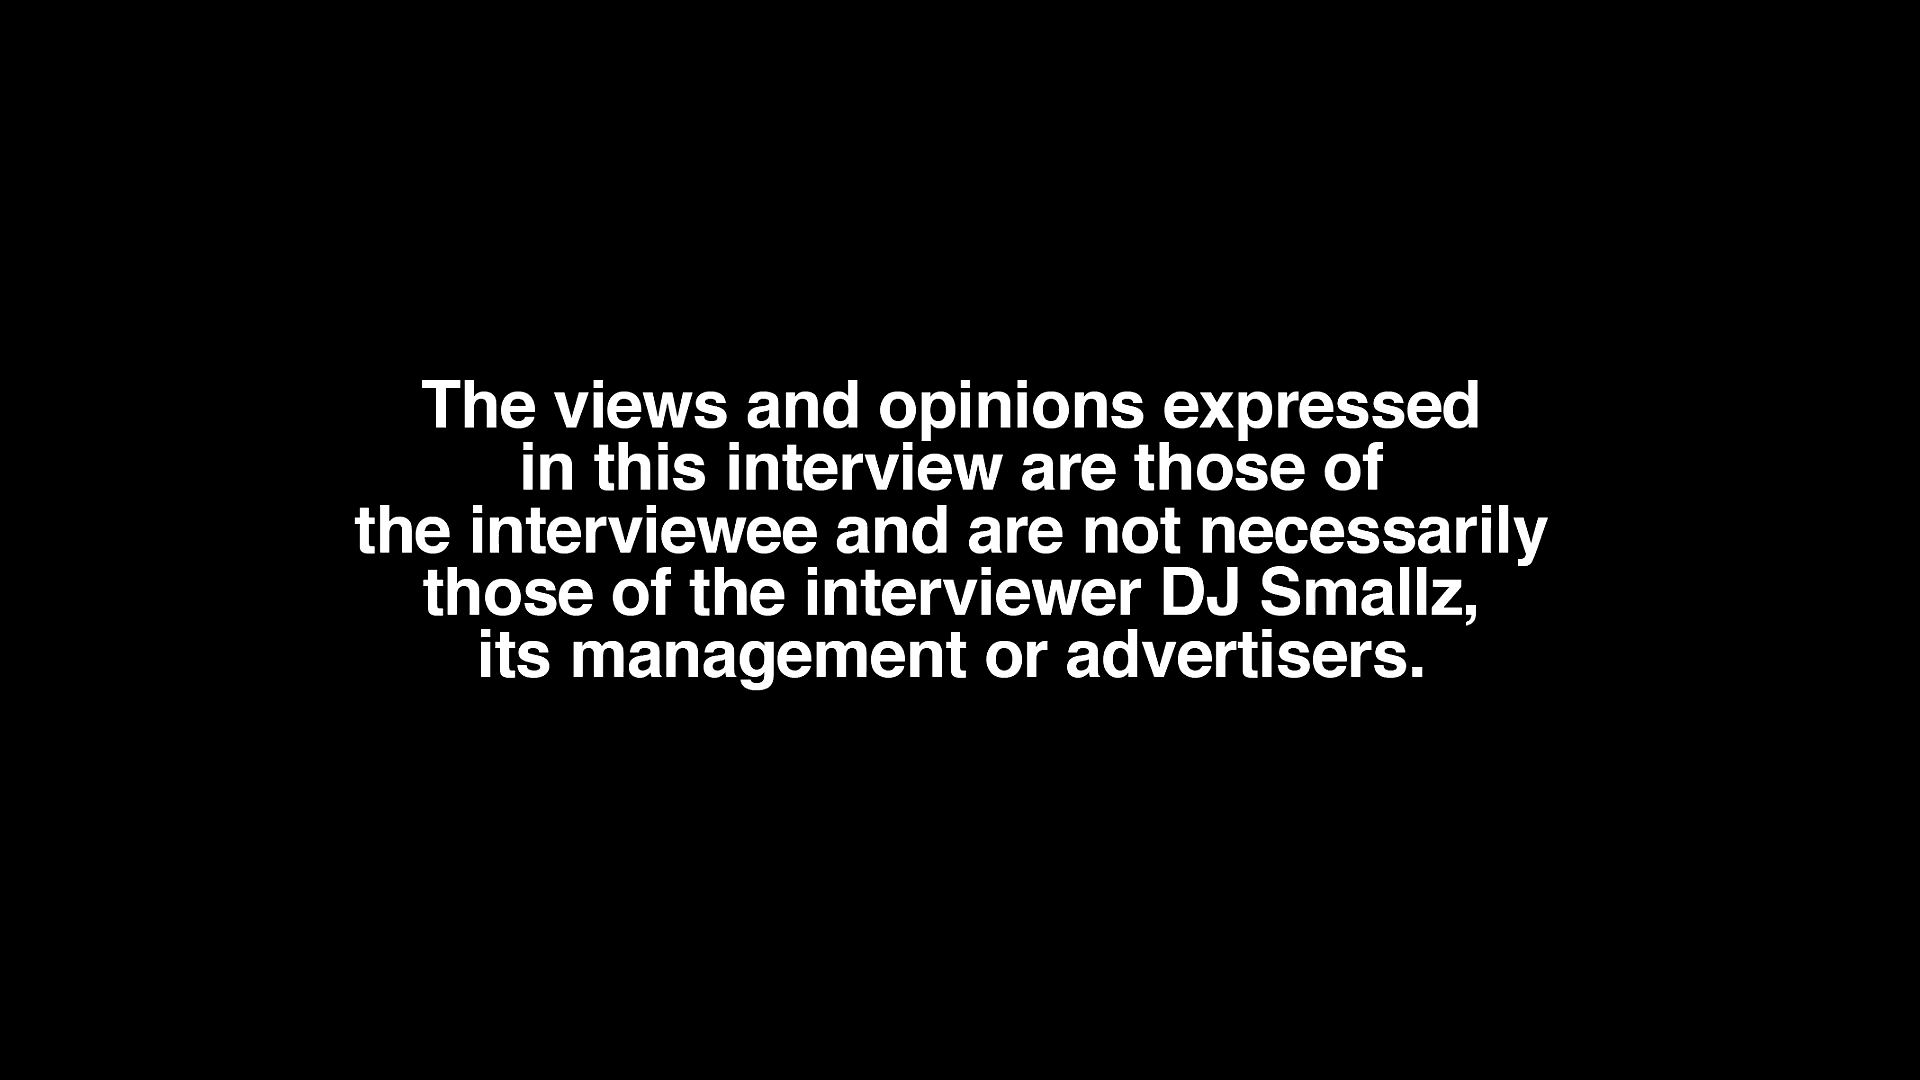 The views and opinions expressed
in this interview are those of
the interviewee and are not necessarily
those of the interviewer DJ Smallz,
its management or advertisers.